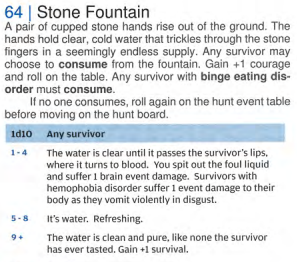 64 | Stone Fountain
A pair of cupped stone hands rise out of the ground. The
hands hold clear, cold water that trickles through the stone
fingers in a seemingly endless supply. Any survivor may
choose to consume from the fountain. Gain +1 courage
and roll on the table. Any survivor with binge eating dis-
order must consume.
If no one consumes, roll again on the hunt event table
before moving on the hunt board.
1d10 Any survivor
1 - 4 The water is clear until it passes the survivor's lips,
where it turns to blood. You spit out the foul liquid
and suffer 1 brain event damage. Survivors with
hemophobia disorder suffer 1 event damage to their
body as they vomit violently in disgust.
5 - 8 It's water. Refreshing.
9+ The water is clean and pure, like none the survivor
has ever tasted. Gain +1 survival.